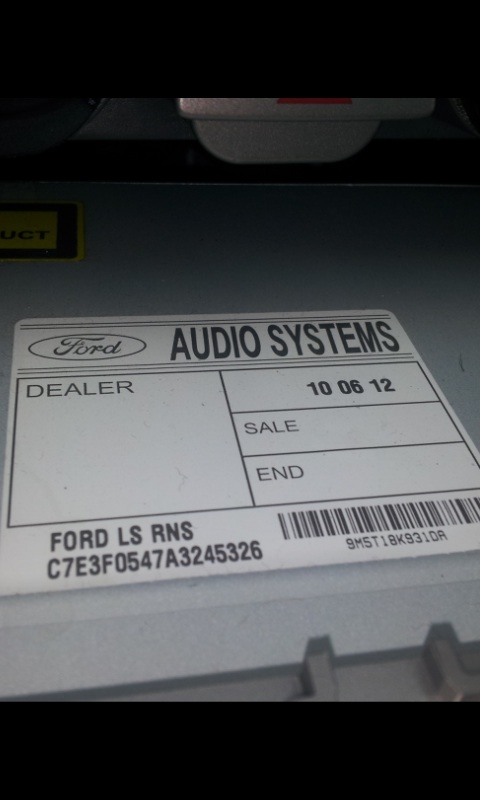 UCT
Ford AUDIO SYSTEMS
DEALER
10 06 12
SALE
END
FORD LS RNS
C7E3F0547A3245326
9M5T18K931DA